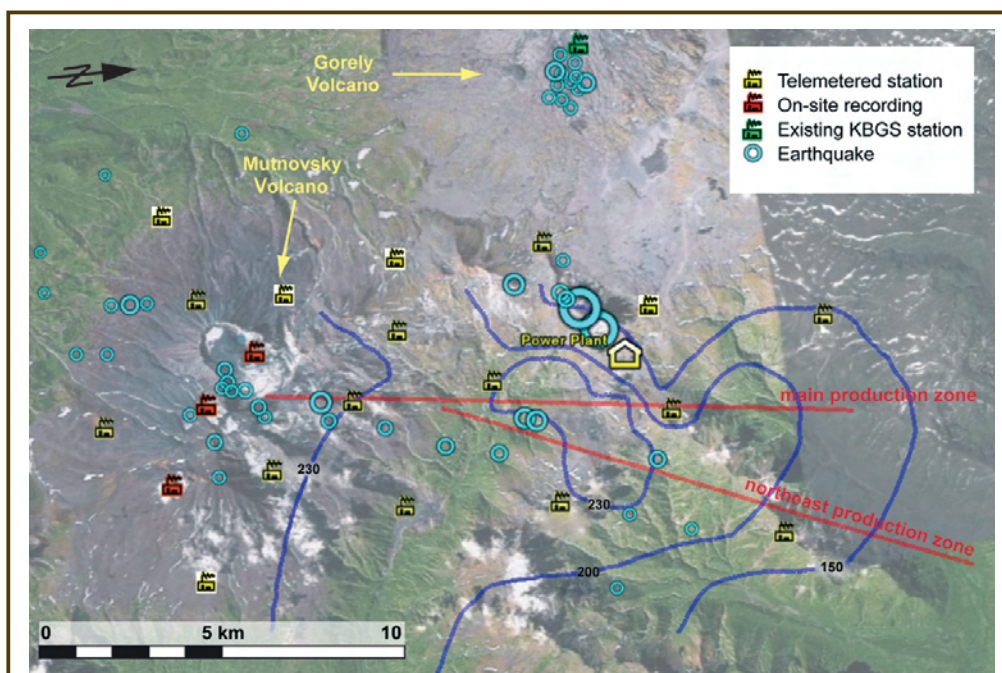 Gorely
Volcano
Telemetered station
On-site recording
Existing KBGS station
Earthquake
Mutnovsky
Volcano
Power Plant
main production zone
230
230
northeast production zone
200
150
0
5 km
10
N